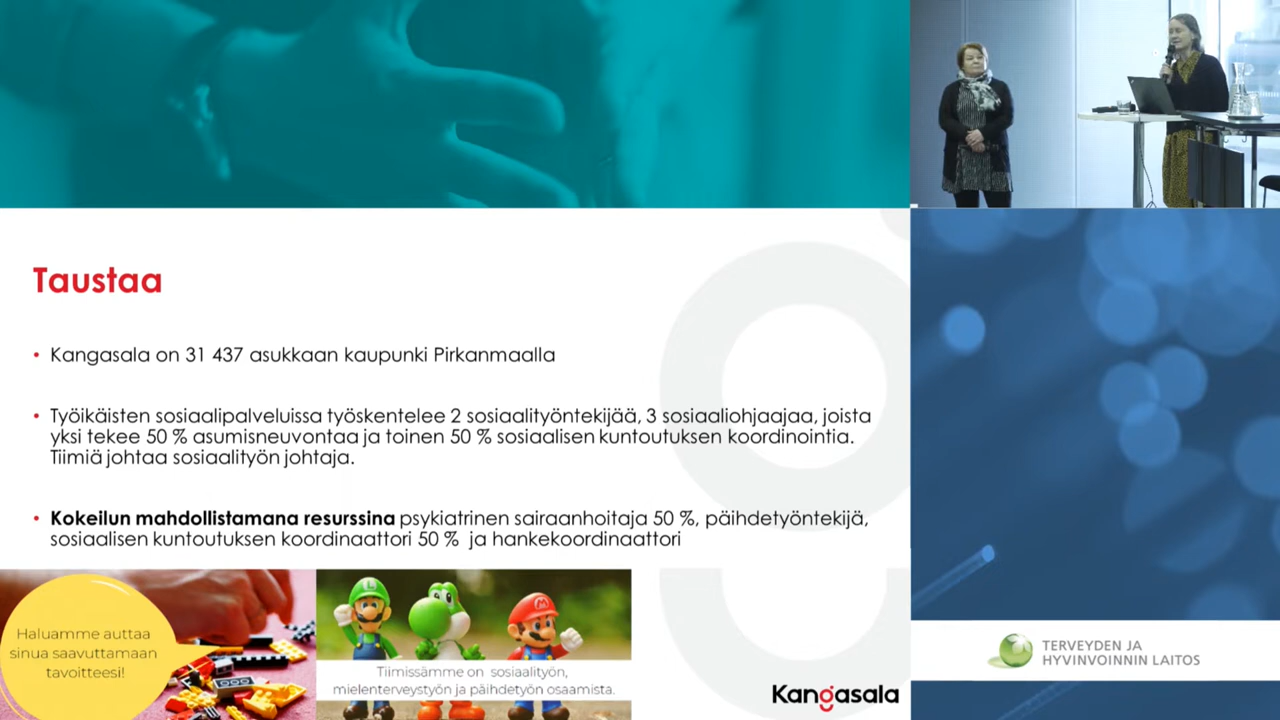 Taustaa
• Kangasala on 31 437 asukkaan kaupunki Pirkanmaalla
• Työikäisten sosiaalipalveluissa työskentelee 2 sosiaalityöntekijää, 3 sosiaaliohjaajaa, joista
yksi tekee 50 % asumisneuvontaa ja toinen 50 % sosiaalisen kuntoutuksen koordinointia.
Tiimiä johtaa sosiaalityön johtaja.
• Kokeilun mahdollistamana resurssina psykiatrinen sairaanhoitaja 50 %, päihdetyöntekijä,
sosiaalisen kuntoutuksen koordinaattori 50 % ja hankekoordinaattori
Haluamme auttaa
sinua saavuttamaan
tavoitteesi!
Tiimissämme on sosiaalityön,
mielenterveystyön ja päihdetyön osaamista.
Kangasala
TERVEYDEN JA
HYVINVOINNIN LAITOS